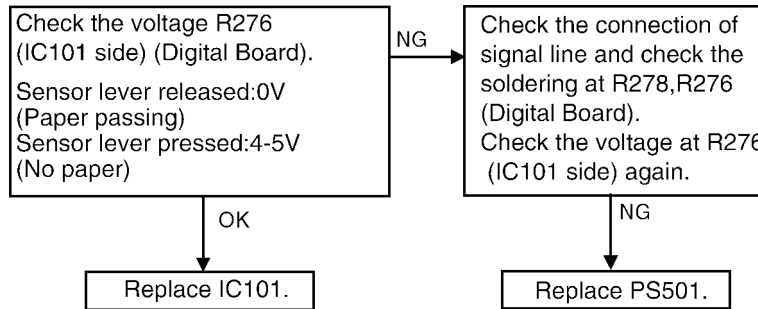 Check the voltage R276
(IC101 side) (Digital Board).
Sensor lever released:0V
(Paper passing)
Sensor lever pressed:4-5V
(No paper)
NG
Check the connection of
signal line and check the
soldering at R278,R276
(Digital Board).
Check the voltage at R276
(IC101 side) again.
OK
NG
Replace IC101.
Replace PS501.